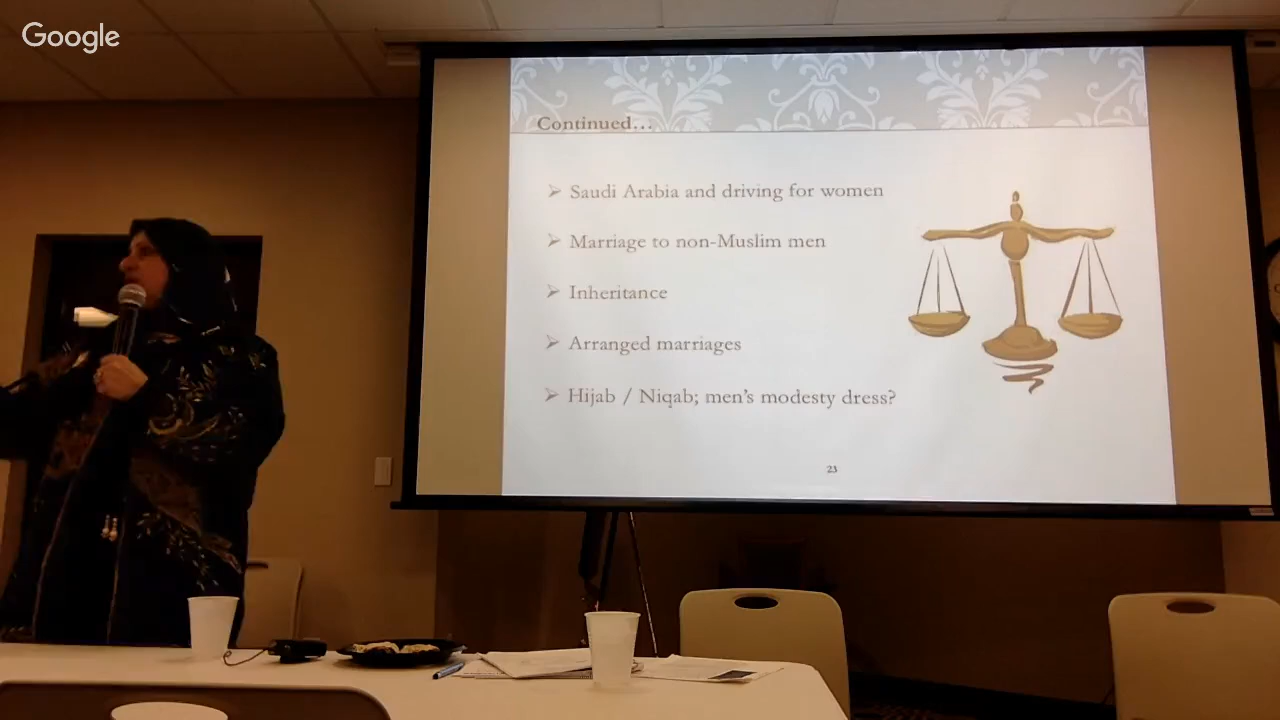 Google
Continued…
➢ Saudi Arabia and driving for women
➢ Marriage to non-Muslim men
➢ Inheritance
➢ Arranged marriages
➢ Hijab / Niqab; men's modesty dress?
23